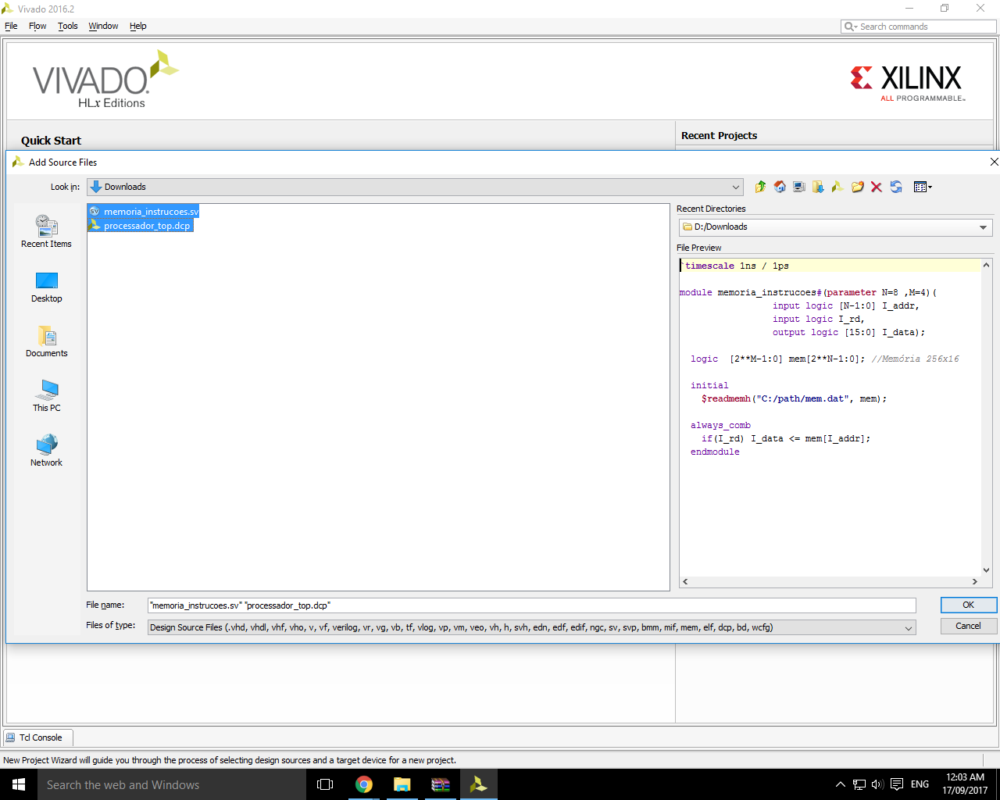 Vivado 2016.2
File Flow Tools Window Help
Search commands
VIVADO.
HLx Editions
XILINX
ALL PROGRAMMABLE™
Quick Start
Recent Projects
Add Source Files
Look in:
Downloads
memoria_instrucoes.sv
processador_top.dcp
Recent Items
Desktop
Documents
This PC
Network
Recent Directories
D:/Downloads
File Preview
`timescale 1ns / 1ps
module memoria_instrucoes#(parameter N=8 ,M=4)(
input logic [N-1:0] I_addr,
input logic I_rd,
output logic [15:0] I_data);
logic [2**M-1:0] mem[2**N-1:0]; //Memória 256x16
initial
$readmemh("C:/path/mem.dat", mem);
always_comb
if(I_rd) I_data <= mem[I_addr];
endmodule
File name:
"memoria_instrucoes.sv" "processador_top.dcp"
OK
Files of type:
Design Source Files (.vhd, vhdl, vhf, vho, v, vf, verilog, vr, vg, vb, tf, vlog, vp, vm, veo, vh, h, svh, edn, edf, edif, ngc, sv, svp, bmm, mif, mem, elf, dcp, bd, wcfg)
Cancel
Tcl Console
New Project Wizard will guide you through the process of selecting design sources and a target device for a new project.
Search the web and Windows
ENG
12:03 AM
17/09/2017